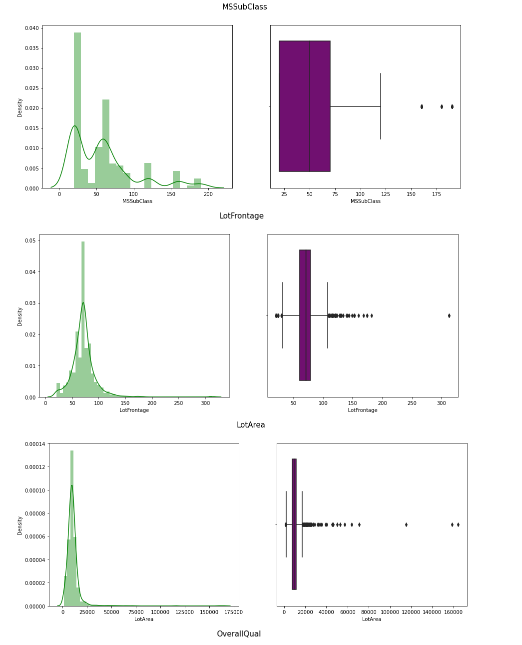 MSSubClass
0.040
0.035
0.030
0.025
0.020
0.015
0.010
0.005
0.000
Density
0 50 100 150 200
MSSubClass
25 50 75 100 125 150 175
MSSubClass
LotFrontage
0.05
0.04
0.03
0.02
0.01
0.00
Density
0 50 100 150 200 250 300
LotFrontage
50 100 150 200 250 300
LotFrontage
LotArea
0.00014
0.00012
0.00010
0.00008
0.00006
0.00004
0.00002
0.00000
Density
0 25000 50000 75000 100000 125000 150000 175000
LotArea
0 20000 40000 60000 80000 100000 120000 140000 160000
LotArea
OverallQual